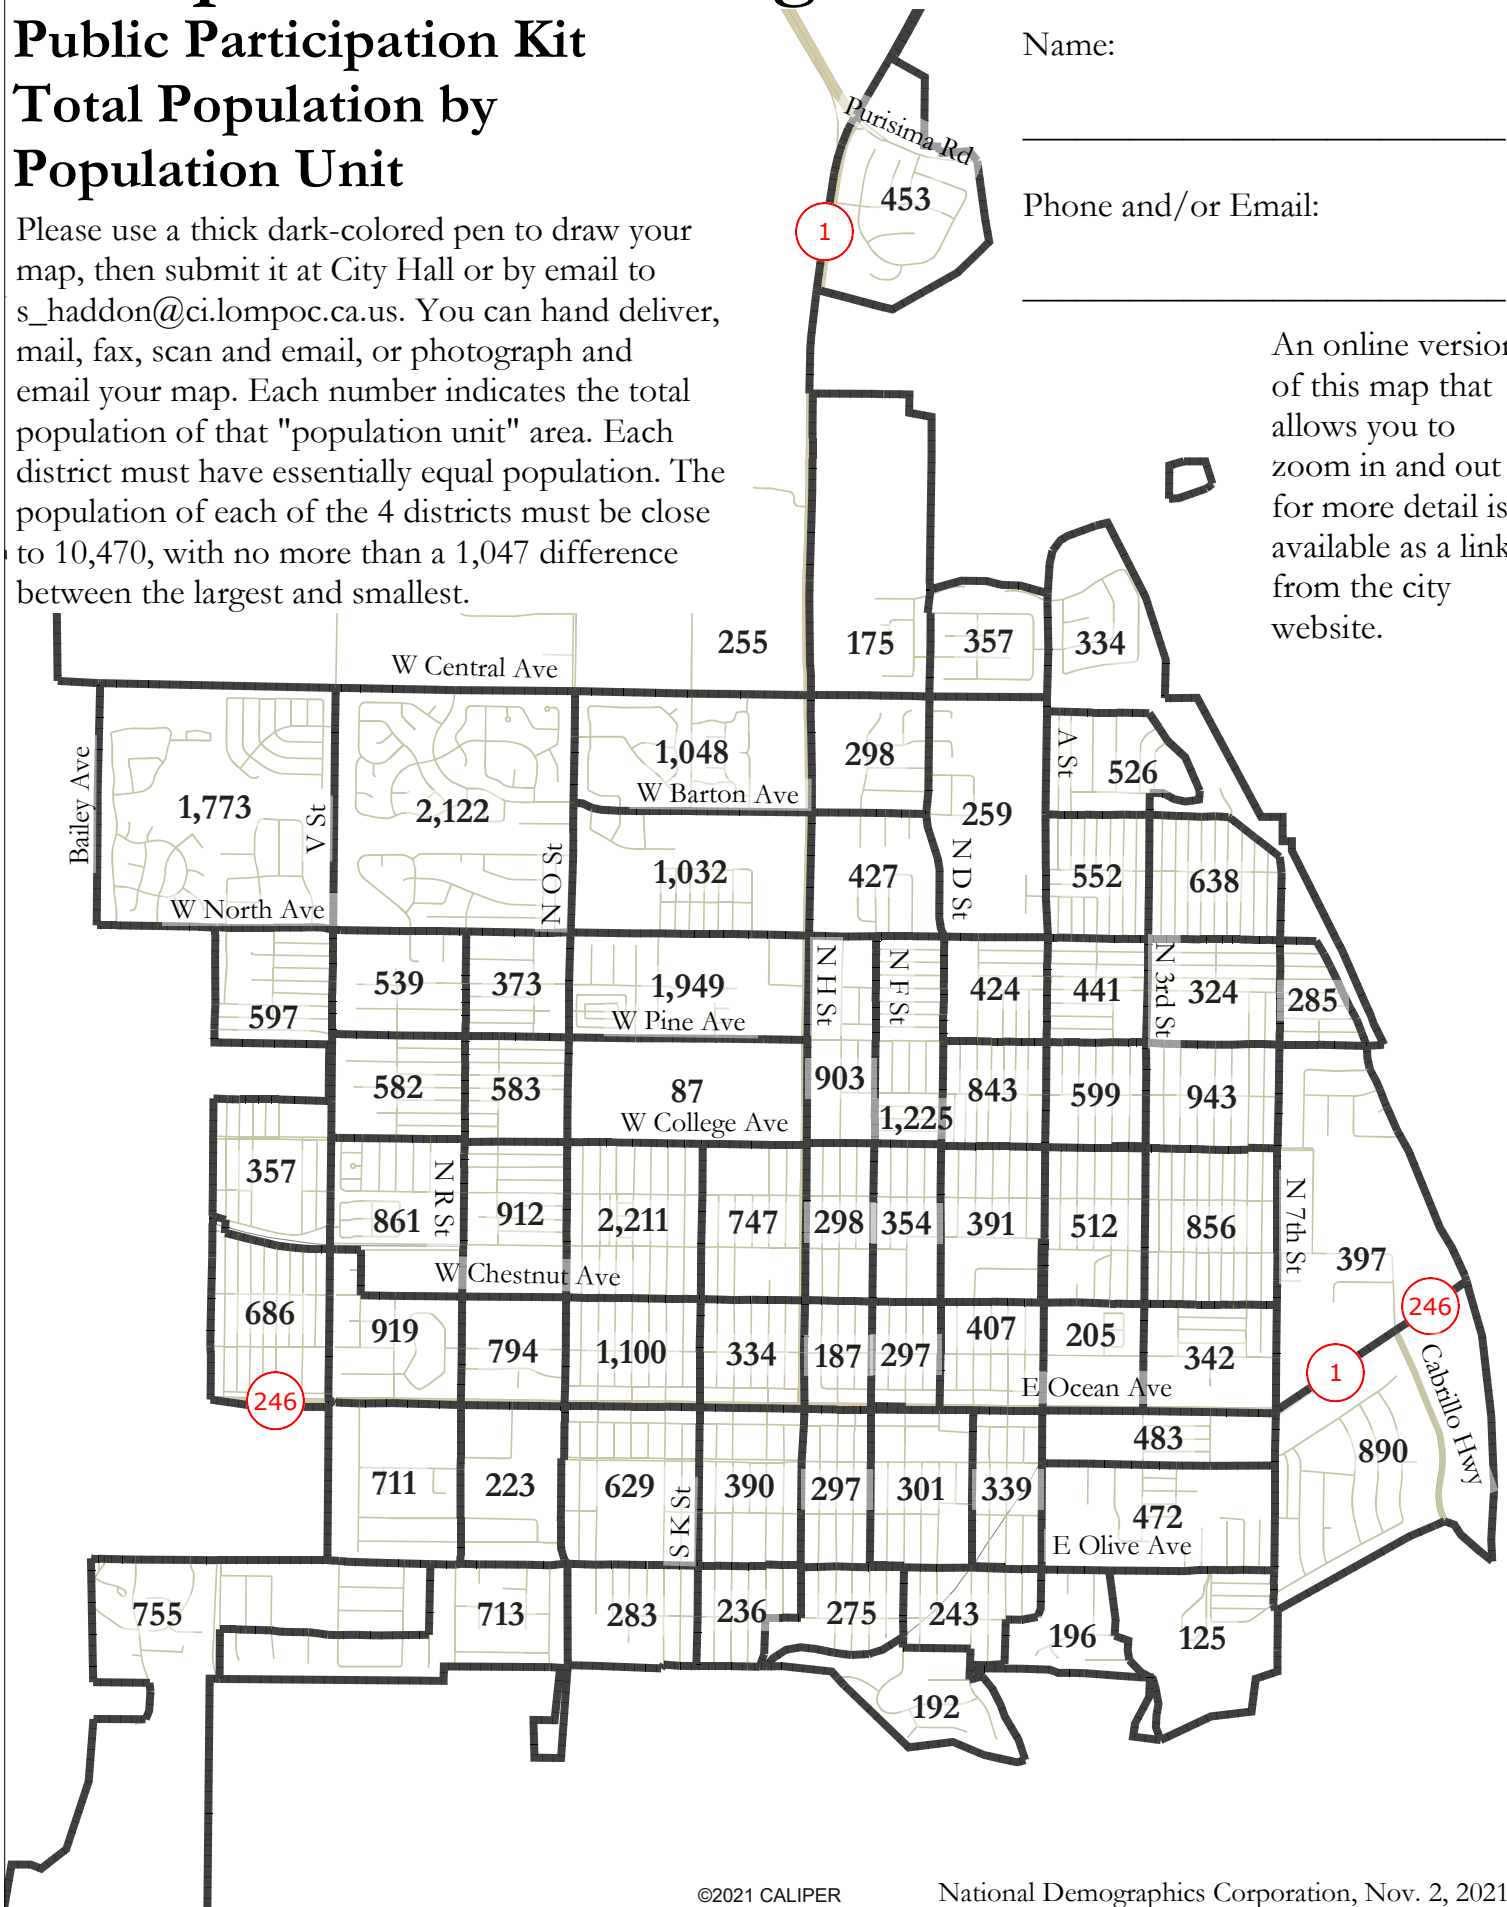 Public Participation Kit
Total Population by
Population Unit
Please use a thick dark-colored pen to draw your
map, then submit it at City Hall or by email to
s_haddon@ci.lompoc.ca.us. You can hand deliver,
mail, fax, scan and email, or photograph and
email your map. Each number indicates the total
population of that "population unit" area. Each
district must have essentially equal population. The
population of each of the 4 districts must be close
to 10,470, with no more than a 1,047 difference
between the largest and smallest.
Name:
Phone and/or Email:
An online version
of this map that
allows you to
zoom in and out
for more detail is
available as a link
from the city
website.
Purisima Rd
453
1
255
175
357
334
W Central Ave
Bailey Ave
1,773
V St
2,122
N O St
1,048
W Barton Ave
298
259
A St
526
1,032
427
N D St
552
638
W North Ave
597
539
373
1,949
W Pine Ave
N H St
N F St
424
441
N 3rd St
324
285
582
583
87
W College Ave
903
1,225
843
599
943
357
861
N R St
912
2,211
747
298
354
391
512
856
N 7th St
397
W Chestnut Ave
246
686
919
794
1,100
334
187
297
407
205
342
1
E Ocean Ave
246
Cabrillo Hwy
711
223
629
S K St
390
297
301
339
483
472
E Olive Ave
890
755
713
283
236
275
243
196
125
192
©2021 CALIPER
National Demographics Corporation, Nov. 2, 2021